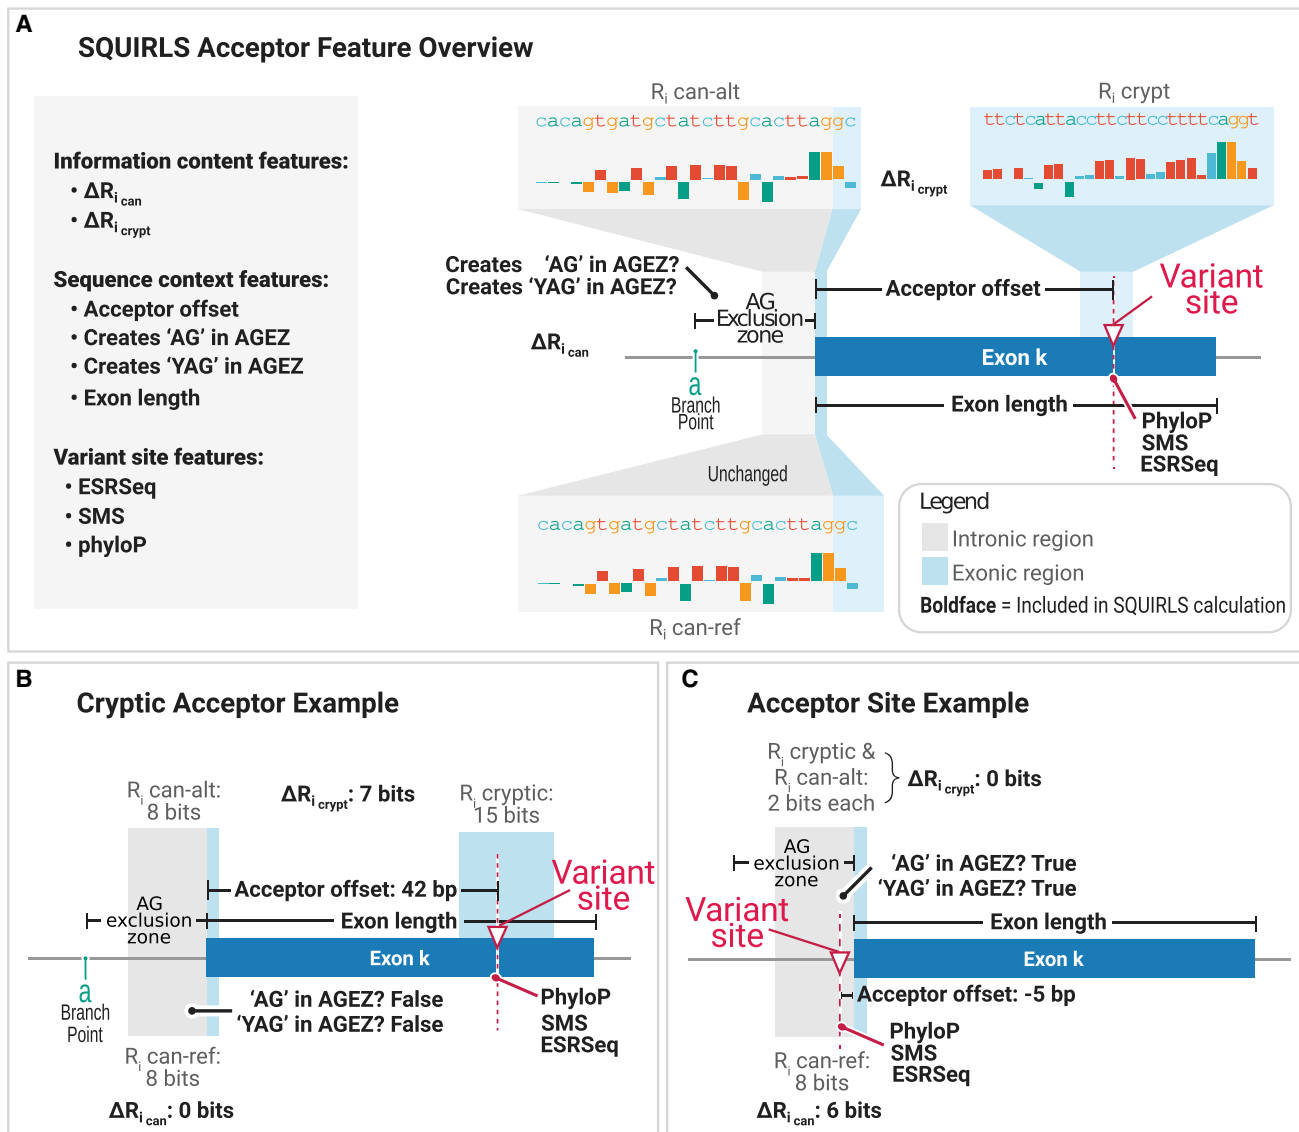 A
SQUIRLS Acceptor Feature Overview
Information content features:
• ΔRi can
• ΔRi crypt
Sequence context features:
• Acceptor offset
• Creates ‘AG’ in AGEZ
• Creates ‘YAG’ in AGEZ
• Exon length
Variant site features:
• ESRSeq
• SMS
• phyloP
Ri can-alt
cacagtgatgctatcttgcacttaggc
ΔRi crypt
Ri crypt
ttctcattaccttcttccttttcaggt
Creates ‘AG’ in AGEZ?
Creates ‘YAG’ in AGEZ?
AG
Exclusion
zone
Acceptor offset
Variant
site
ΔRi can
Exon k
a
Branch
Point
Exon length
PhyloP
SMS
ESRSeq
Unchanged
cacagtgatgctatcttgcacttaggc
Ri can-ref
Legend
Intronic region
Exonic region
Boldface = Included in SQUIRLS calculation
B
Cryptic Acceptor Example
Ri can-alt:
8 bits
ΔRi crypt: 7 bits
Ri cryptic:
15 bits
Variant
site
Acceptor offset: 42 bp
AG
exclusion
zone
Exon length
Exon k
a
Branch
Point
‘AG’ in AGEZ? False
‘YAG’ in AGEZ? False
PhyloP
SMS
ESRSeq
Ri can-ref:
8 bits
ΔRi can: 0 bits
C
Acceptor Site Example
Ri cryptic &
Ri can-alt:
2 bits each
ΔRi crypt: 0 bits
AG
exclusion
zone
‘AG’ in AGEZ? True
‘YAG’ in AGEZ? True
Variant
site
Exon length
Exon k
Acceptor offset: -5 bp
PhyloP
SMS
ESRSeq
Ri can-ref:
8 bits
ΔRi can: 6 bits